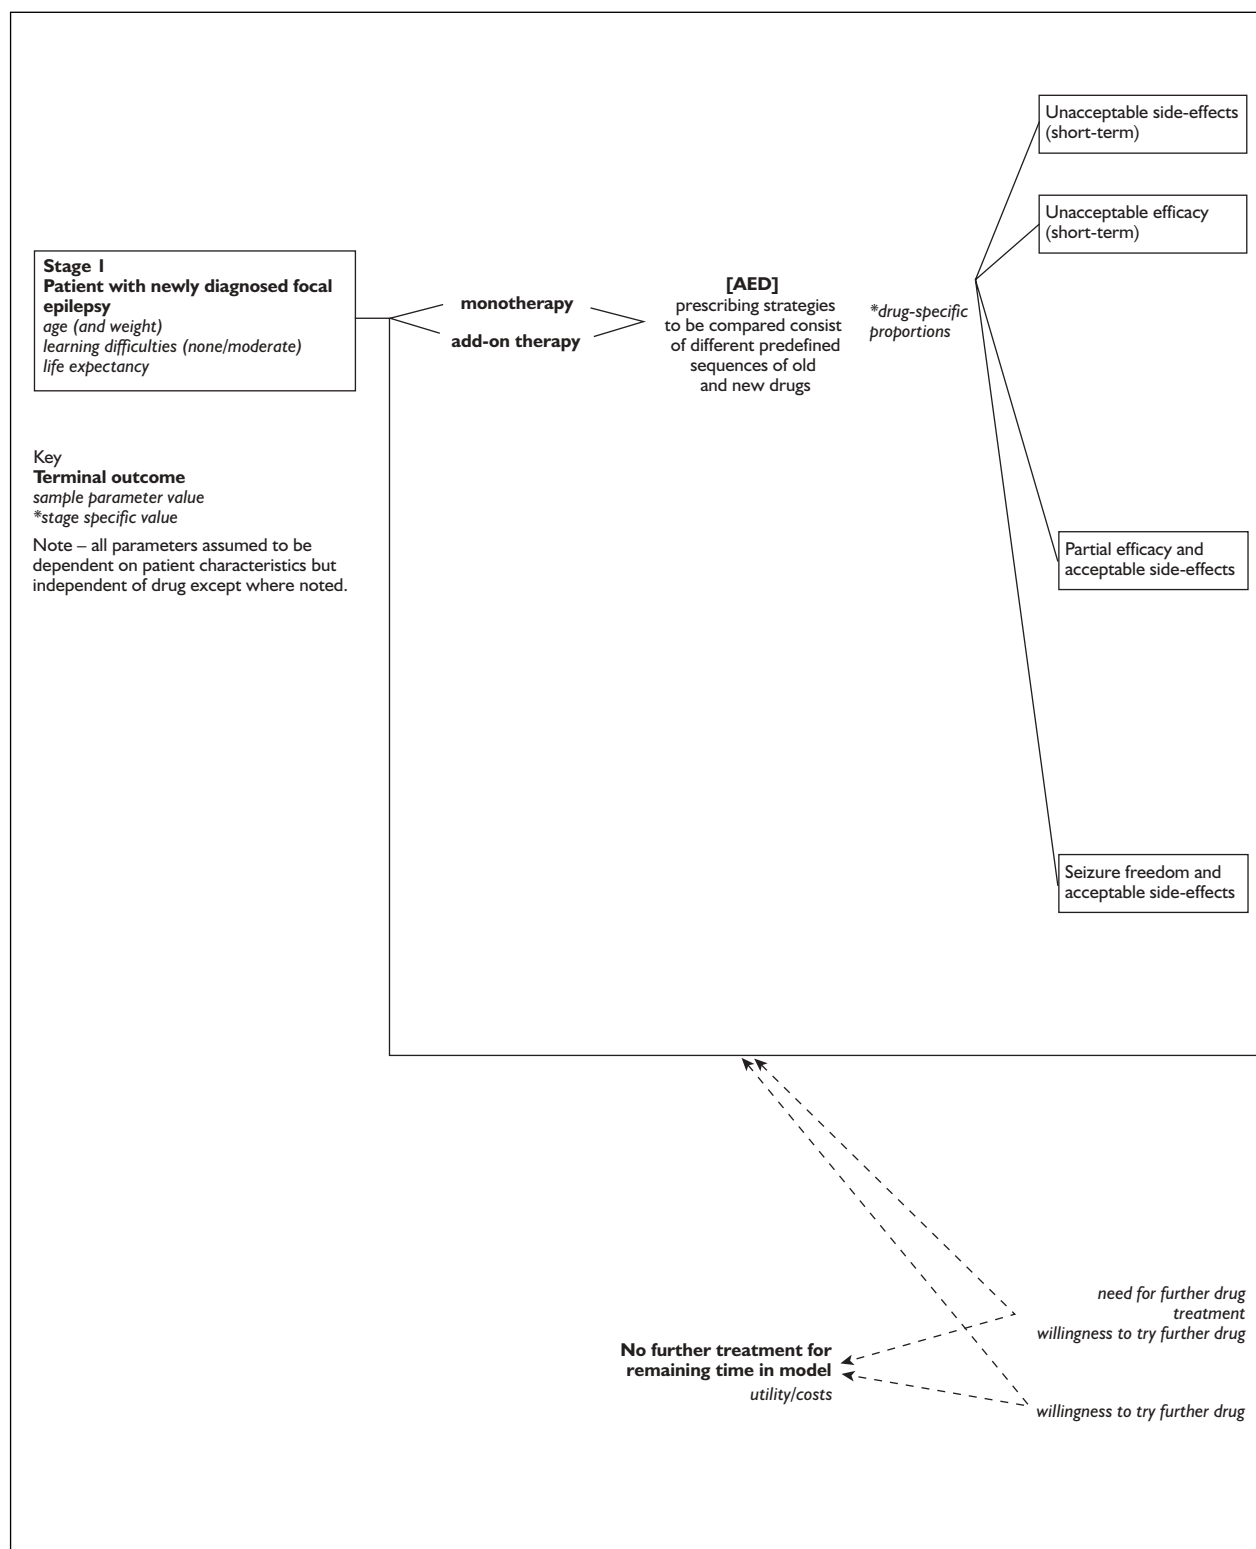 Unacceptable side-effects
(short-term)
Unacceptable efficacy
(short-term)
Stage 1
Patient with newly diagnosed focal
epilepsy
age (and weight)
learning difficulties (none/moderate)
life expectancy
monotherapy
add-on therapy
[AED]
prescribing strategies
to be compared consist
of different predefined
sequences of old
and new drugs
*drug-specific
proportions
Key
Terminal outcome
sample parameter value
*stage specific value
Note – all parameters assumed to be
dependent on patient characteristics but
independent of drug except where noted.
Partial efficacy and
acceptable side-effects
Seizure freedom and
acceptable side-effects
need for further drug
treatment
willingness to try further drug
No further treatment for
remaining time in model
utility/costs
willingness to try further drug